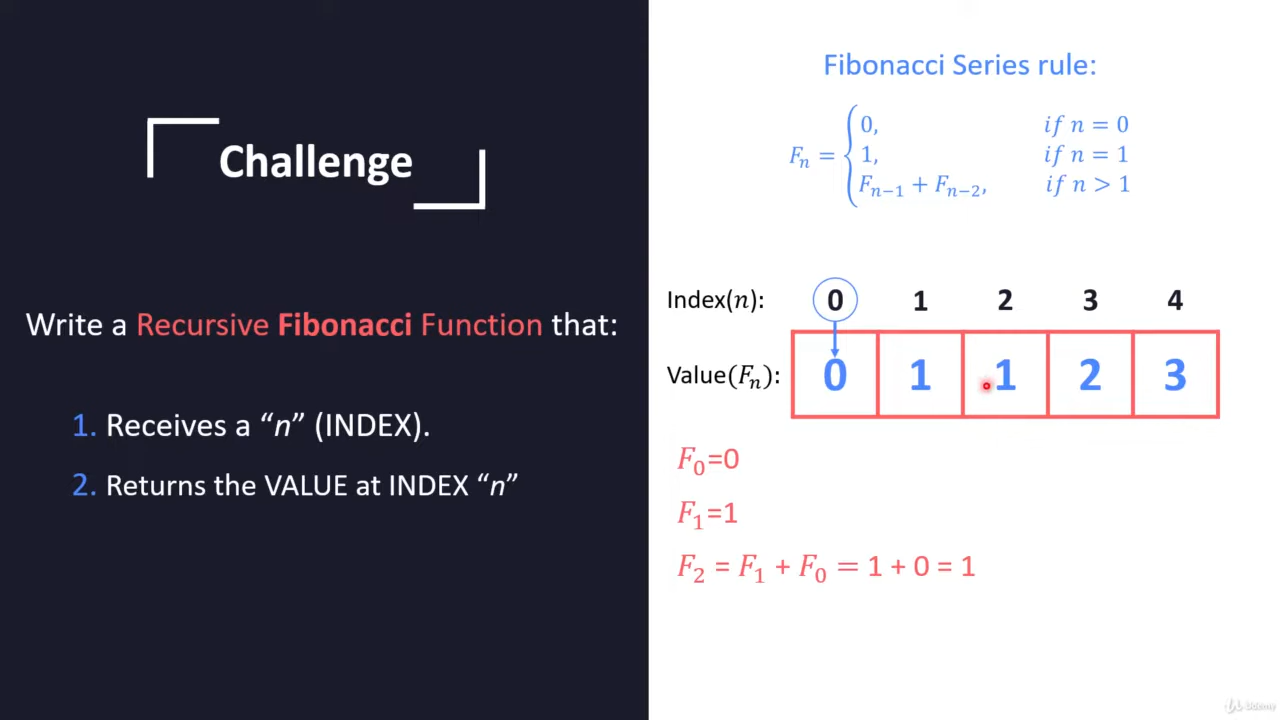 Challenge
Write a Recursive Fibonacci Function that:
1. Receives a “n” (INDEX).
2. Returns the VALUE at INDEX “n”
Fibonacci Series rule:
Fₙ = { 0, if n = 0
1, if n = 1
Fₙ₋₁ + Fₙ₋₂, if n > 1
Index(n): 0 1 2 3 4
Value(Fₙ): 0 1 1 2 3
F₀=0
F₁=1
F₂ = F₁ + F₀ = 1 + 0 = 1
Udemy